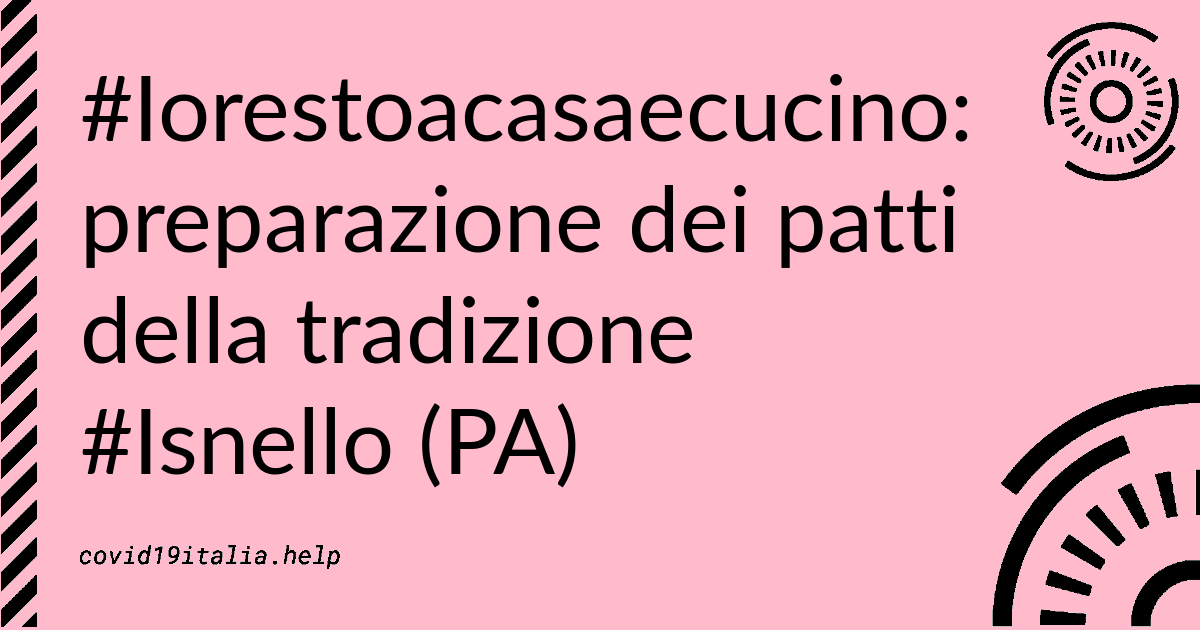 #Iorestoacasaecucino:
preparazione dei patti
della tradizione
#Isnello (PA)
covid19italia.help